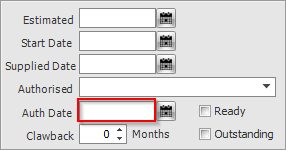 Estimated
Start Date
Supplied Date
Authorised
Auth Date Ready
Clawback 0 Months Outstanding